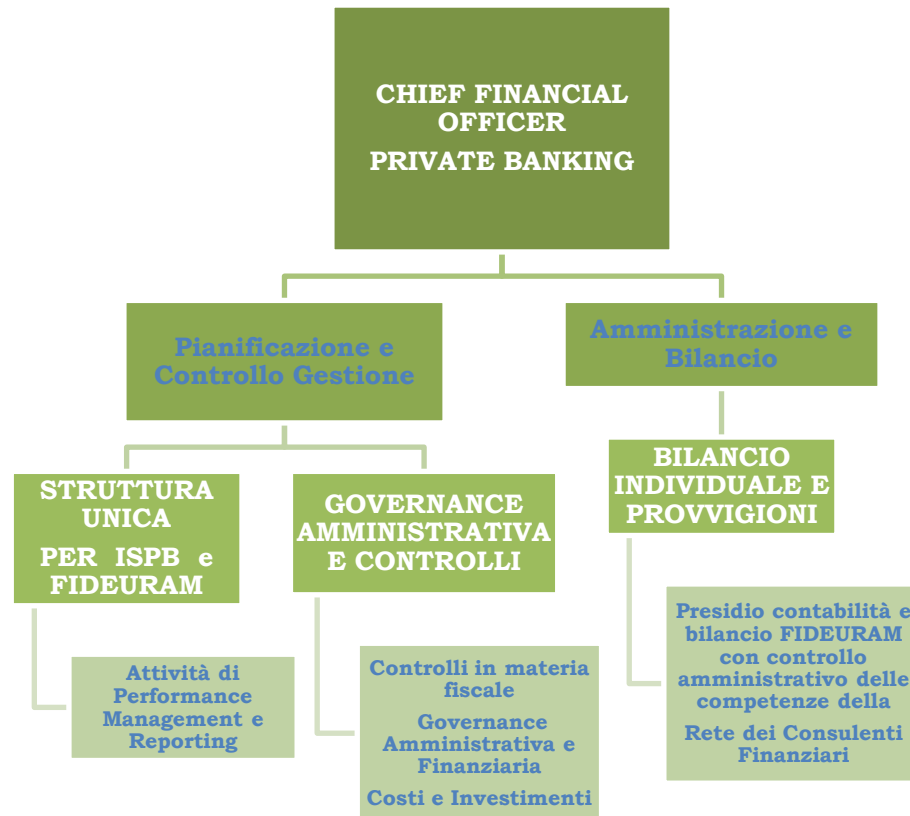 CHIEF FINANCIAL
OFFICER
PRIVATE BANKING
Pianificazione e
Controllo Gestione
Amministrazione e
Bilancio
STRUTTURA
UNICA
PER ISPB e
FIDEURAM
GOVERNANCE
AMMINISTRATIVA
E CONTROLLI
BILANCIO
INDIVIDUALE E
PROVVIGIONI
Attività di
Performance
Management e
Reporting
Controlli in materia
fiscale
Governance
Amministrativa e
Finanziaria
Costi e Investimenti
Presidio contabilità e
bilancio FIDEURAM
con controllo
amministrativo delle
competenze della
Rete dei Consulenti
Finanziari